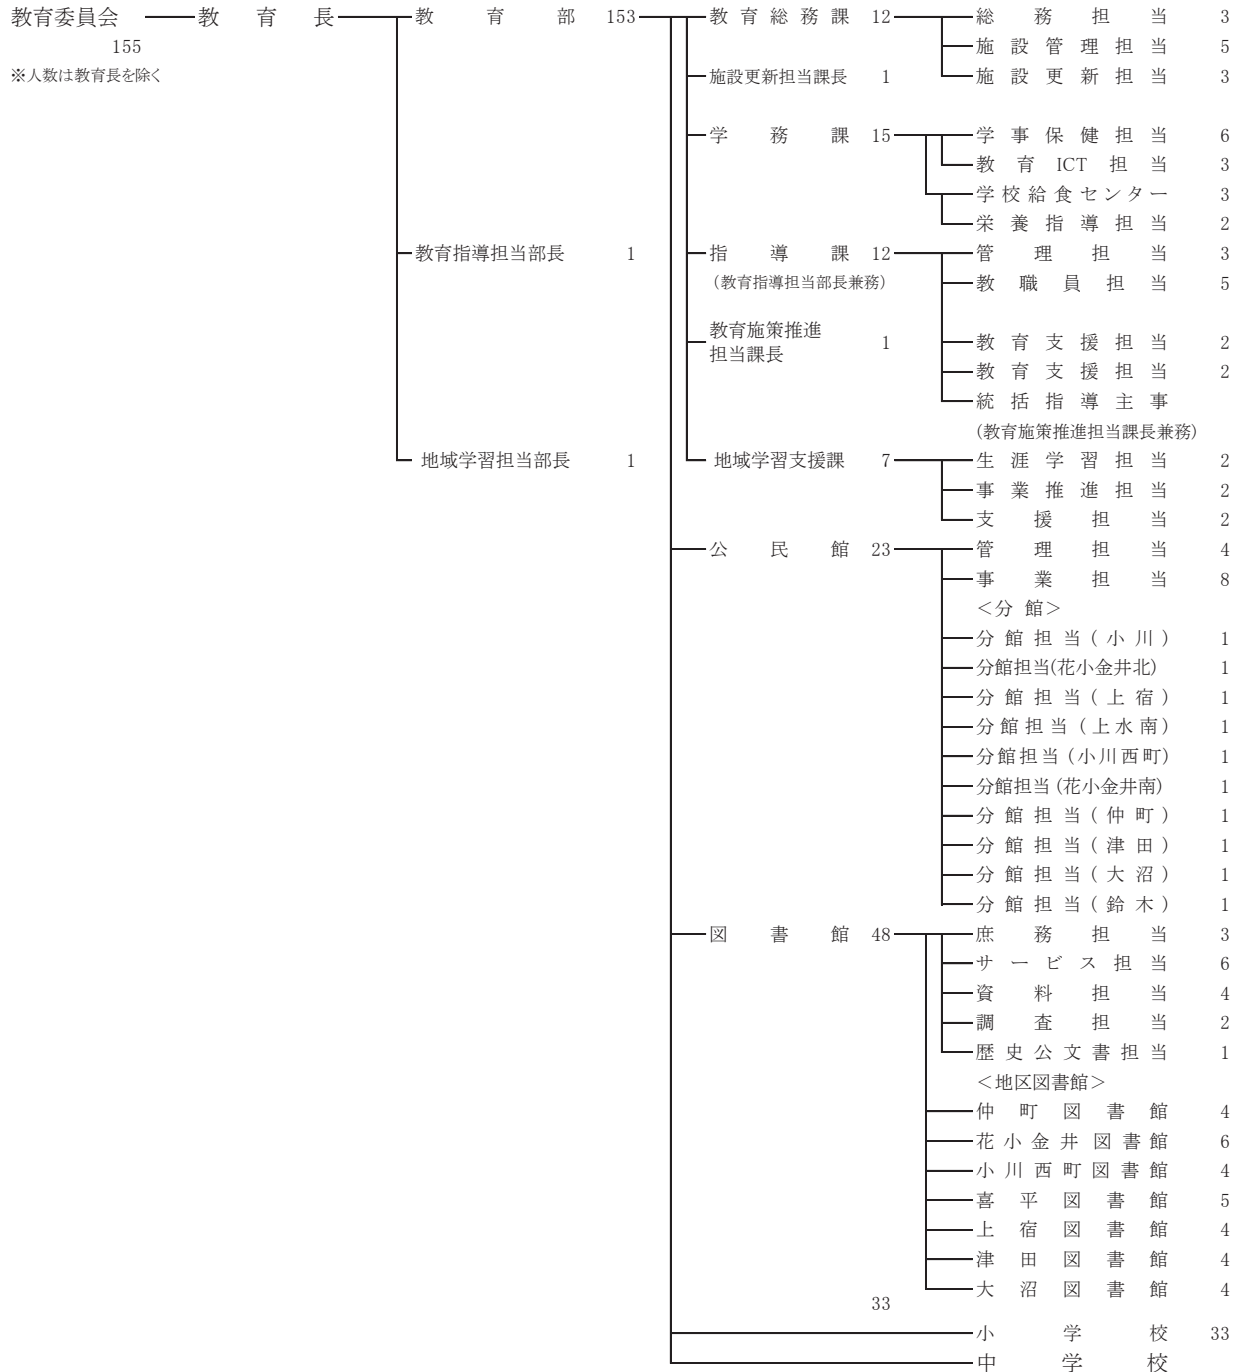 教育委員会 教育長 教育部 153 教育総務課 12 総務担当 3
155 施設管理担当 5
※人数は教育長を除く 施設更新担当課長 1 施設更新担当 3
学務課 15 学事保健担当 6
教育ICT担当 3
学校給食センター 3
栄養指導担当 2
教育指導担当部長 1 指導課 12 管理担当 3
(教育指導担当部長兼務) 教職員担当 5
教育施策推進
担当課長 1 教育支援担当 2
教育支援担当 2
統括指導主事
(教育施策推進担当課長兼務)
地域学習担当部長 1 地域学習支援課 7 生涯学習担当 2
事業推進担当 2
支援担当 2
公民館 23 管理担当 4
事業担当 8
<分館>
分館担当(小川) 1
分館担当(花小金井北) 1
分館担当(上宿) 1
分館担当(上水南) 1
分館担当(小川西町) 1
分館担当(花小金井南) 1
分館担当(仲町) 1
分館担当(津田) 1
分館担当(大沼) 1
分館担当(鈴木) 1
図書館 48 庶務担当 3
サービス担当 6
資料担当 4
調査担当 2
歴史公文書担当 1
<地区図書館>
仲町図書館 4
花小金井図書館 6
小川西町図書館 4
喜平図書館 5
上宿図書館 4
津田図書館 4
大沼図書館 4
33
小学校 33
中学校